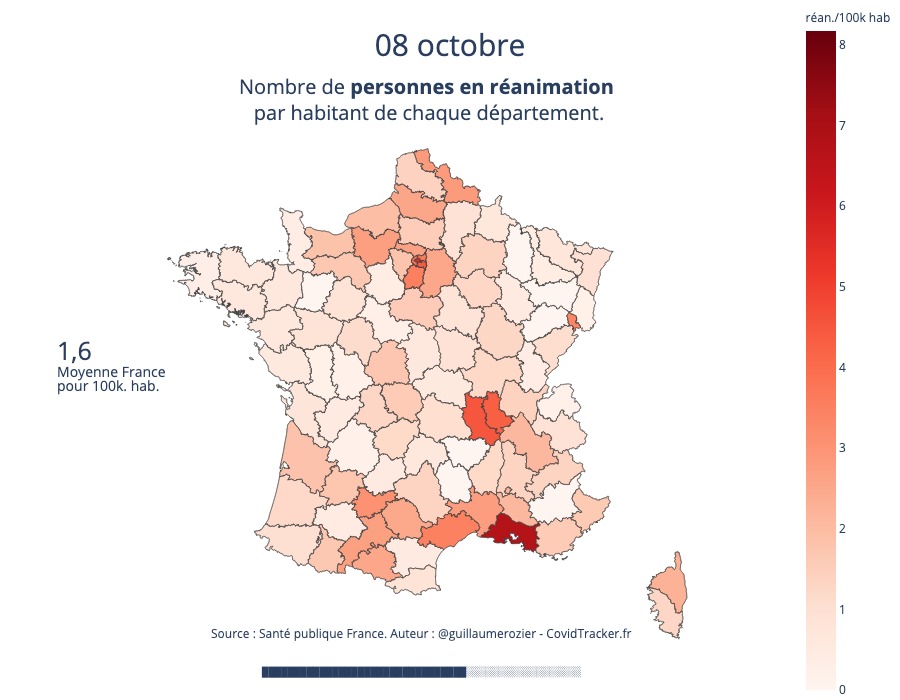 réan./100k hab
08 octobre
Nombre de personnes en réanimation
par habitant de chaque département.
8
7
6
5
4
3
2
1
0
1,6
Moyenne France
pour 100k. hab.
Source : Santé publique France. Auteur : @guillaumerozier - CovidTracker.fr